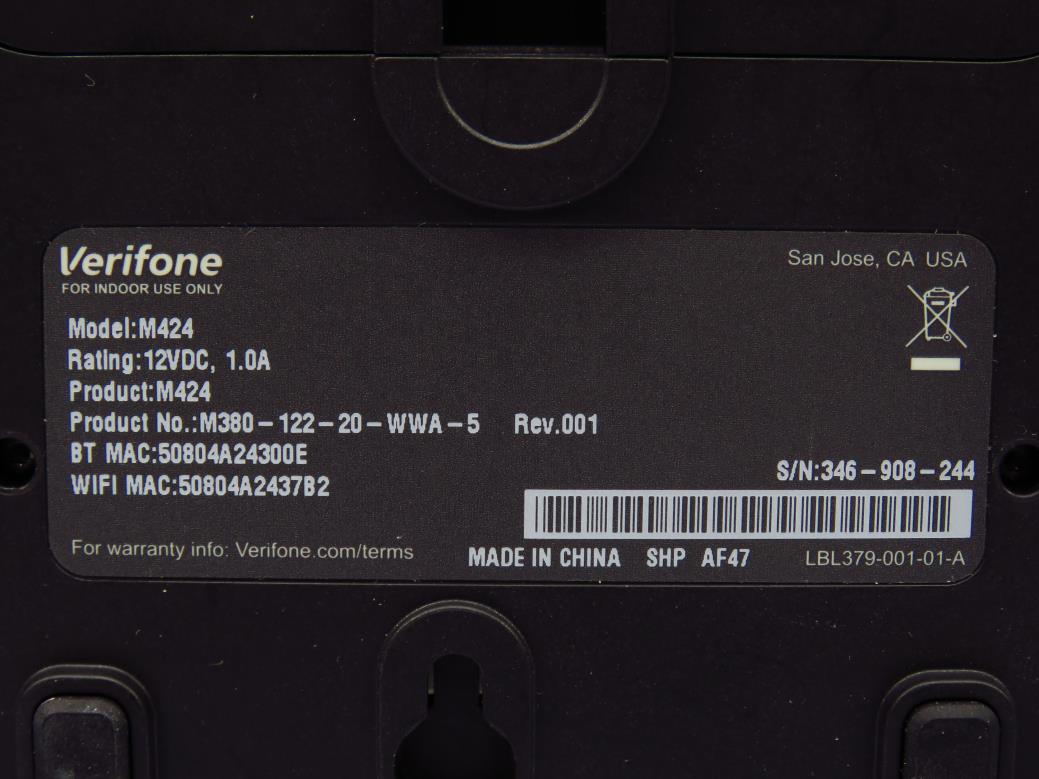 Verifone
San Jose, CA USA
FOR INDOOR USE ONLY
Model:M424
Rating:12VDC, 1.0A
Product:M424
Product No.:M380-122-20-WWA-5 Rev.001
BT MAC:50804A24300E
WIFI MAC:50804A2437B2
S/N:346-908-244
For warranty info: Verifone.com/terms
MADE IN CHINA SHP AF47
LBL379-001-01-A